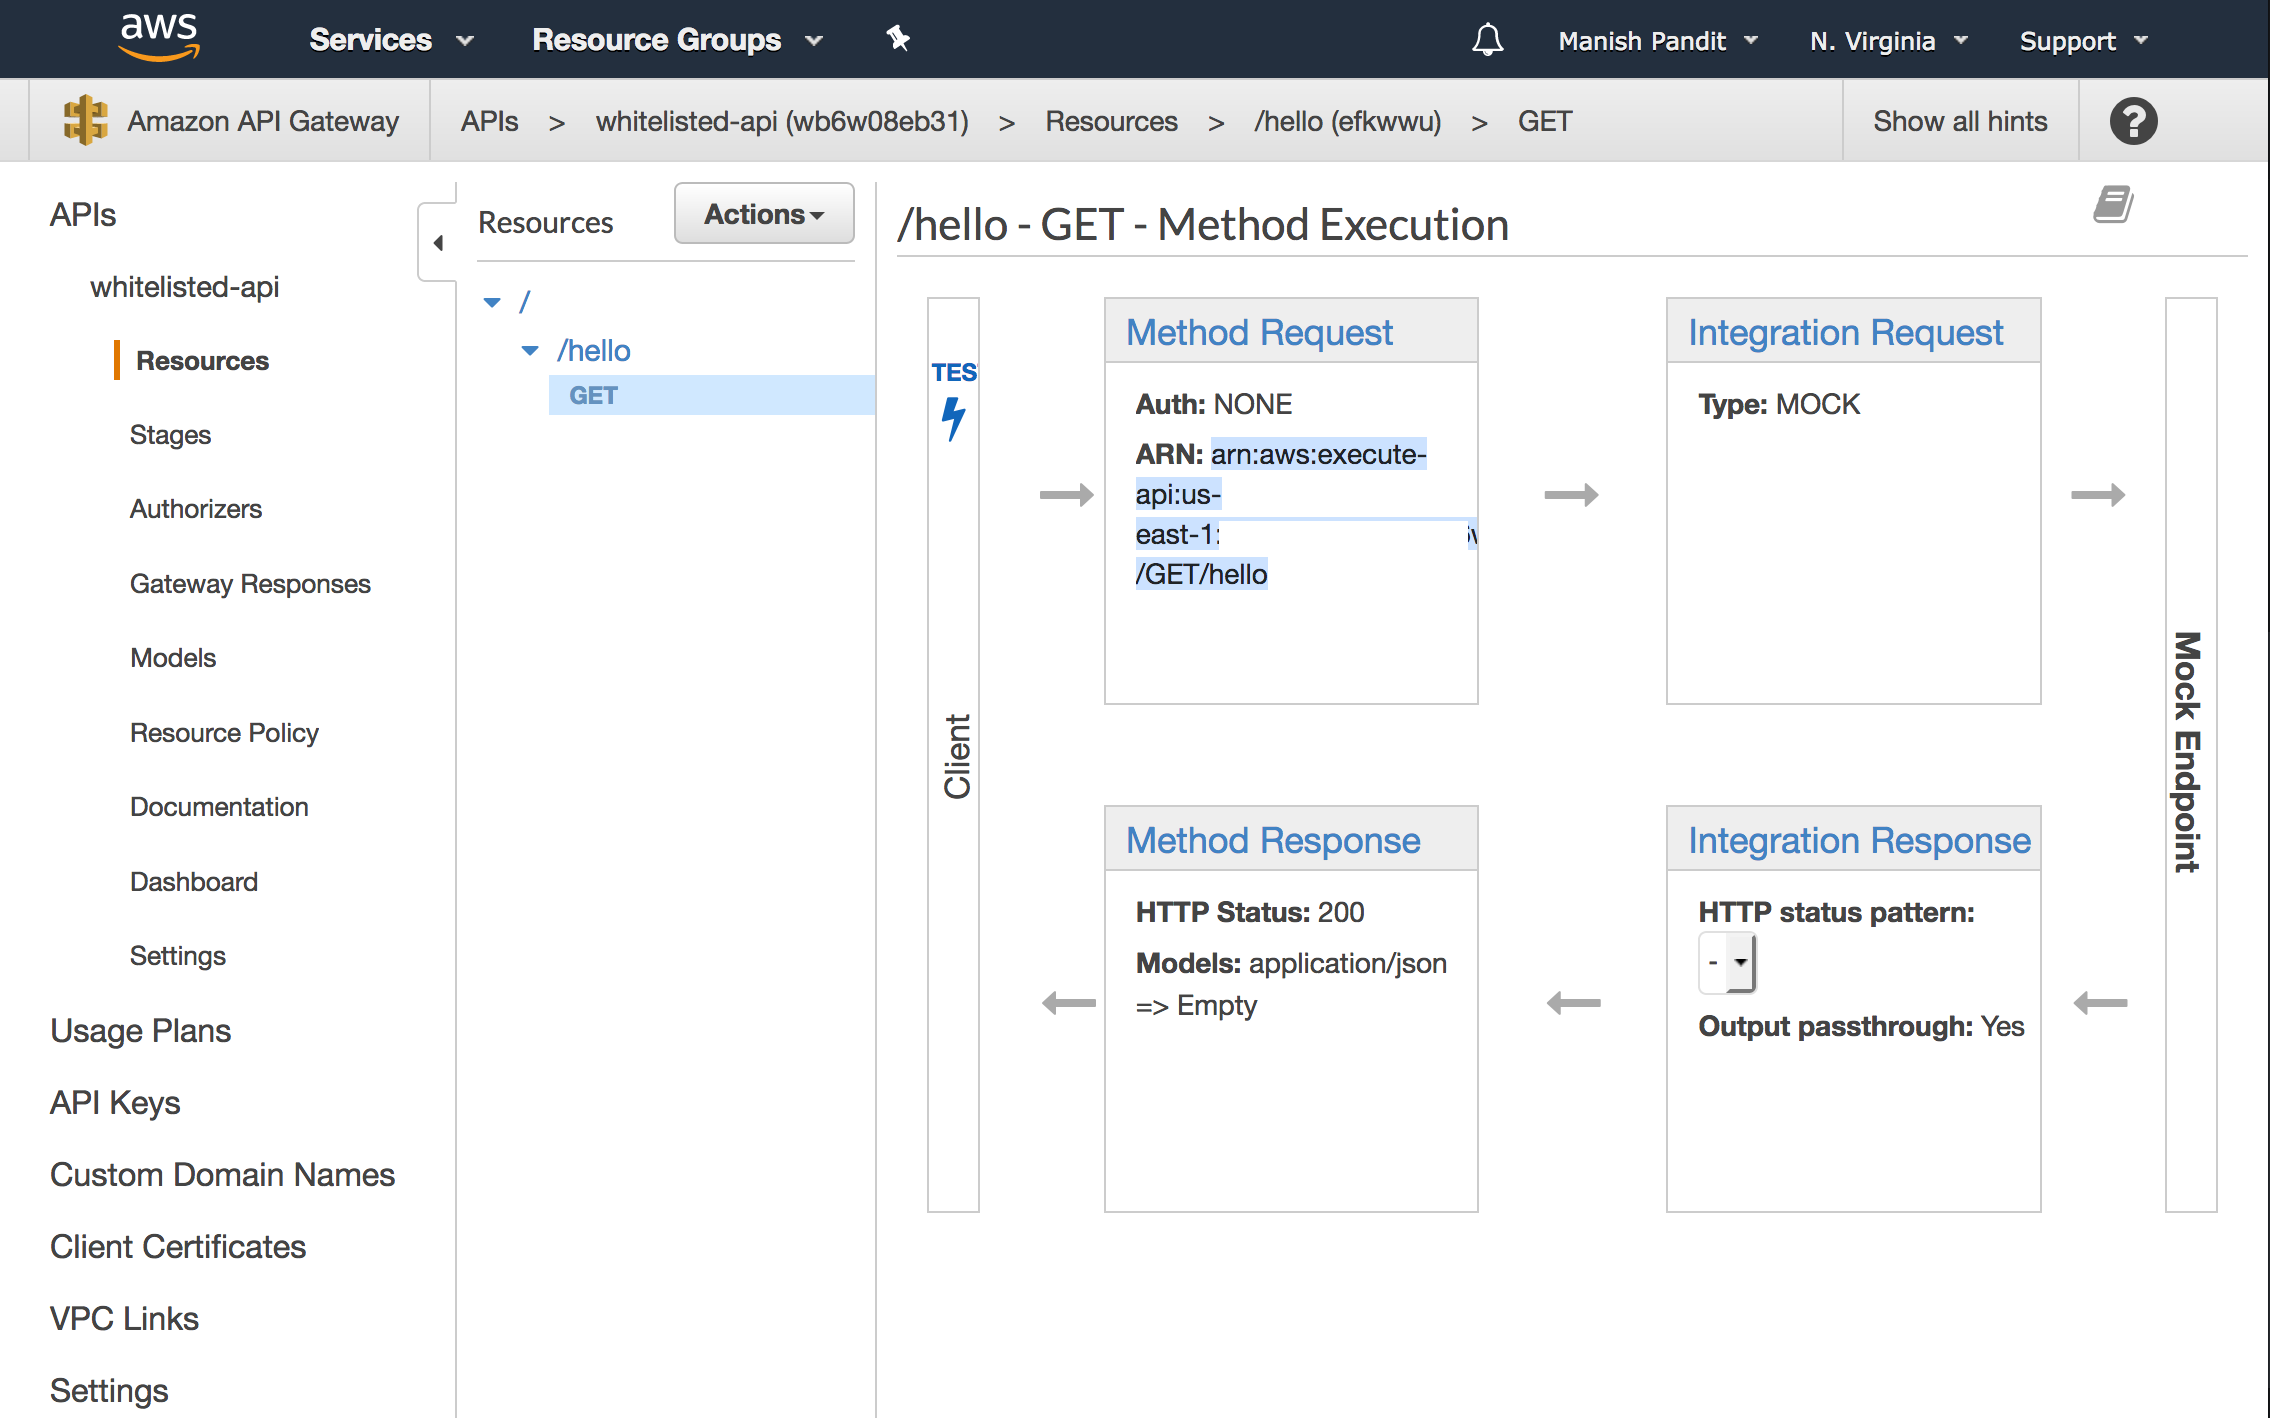 aws
Services
Resource Groups
Manish Pandit
N. Virginia
Support
Amazon API Gateway
APIs > whitelisted-api (wb6w08eb31) > Resources > /hello (efkwwu) > GET
Show all hints
?
APIs
whitelisted-api
Resources
Stages
Authorizers
Gateway Responses
Models
Resource Policy
Documentation
Dashboard
Settings
Usage Plans
API Keys
Custom Domain Names
Client Certificates
VPC Links
Settings
Resources
Actions
/
/hello
GET
/hello - GET - Method Execution
TES
Client
Method Request
Auth: NONE
ARN: arn:aws:execute-
api:us-
east-1:
/GET/hello
Integration Request
Type: MOCK
Mock Endpoint
Method Response
HTTP Status: 200
Models: application/json
=> Empty
Integration Response
HTTP status pattern:
-
Output passthrough: Yes